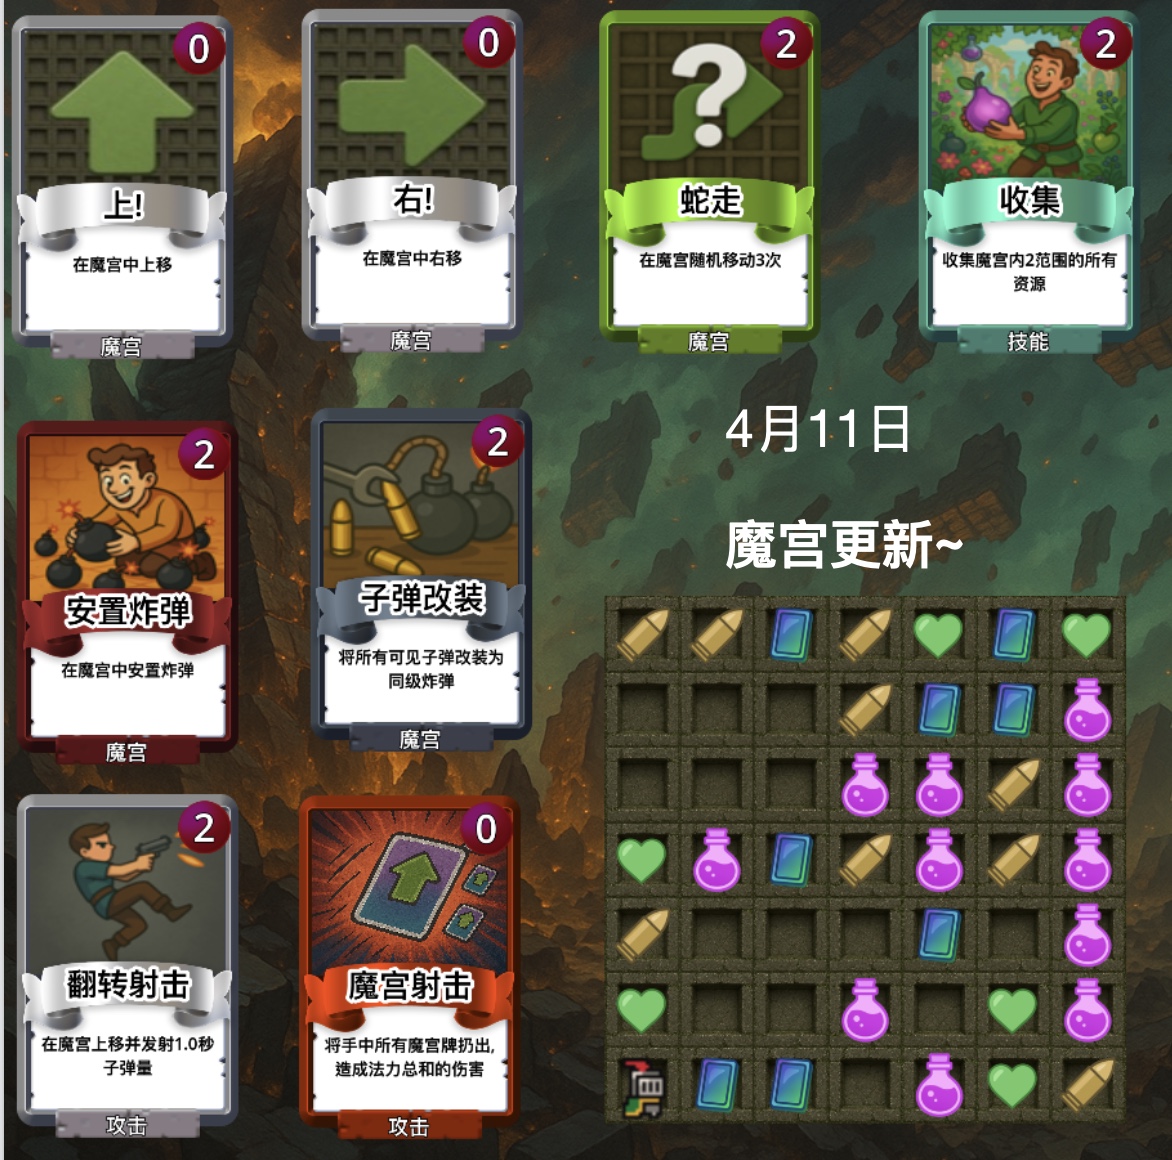 0
上!
在魔宫中上移
魔宫
0
右!
在魔宫中右移
魔宫
2
蛇走
在魔宫随机移动3次
魔宫
2
收集
收集魔宫内2范围的所有
资源
技能
2
安置炸弹
在魔宫中安置炸弹
魔宫
2
子弹改装
将所有可见子弹改装为
同级炸弹
魔宫
4月11日
魔宫更新~
2
翻转射击
在魔宫上移并发射1.0秒
子弹量
攻击
0
魔宫射击
将手中所有魔宫牌扔出,
造成法力总和的伤害
攻击